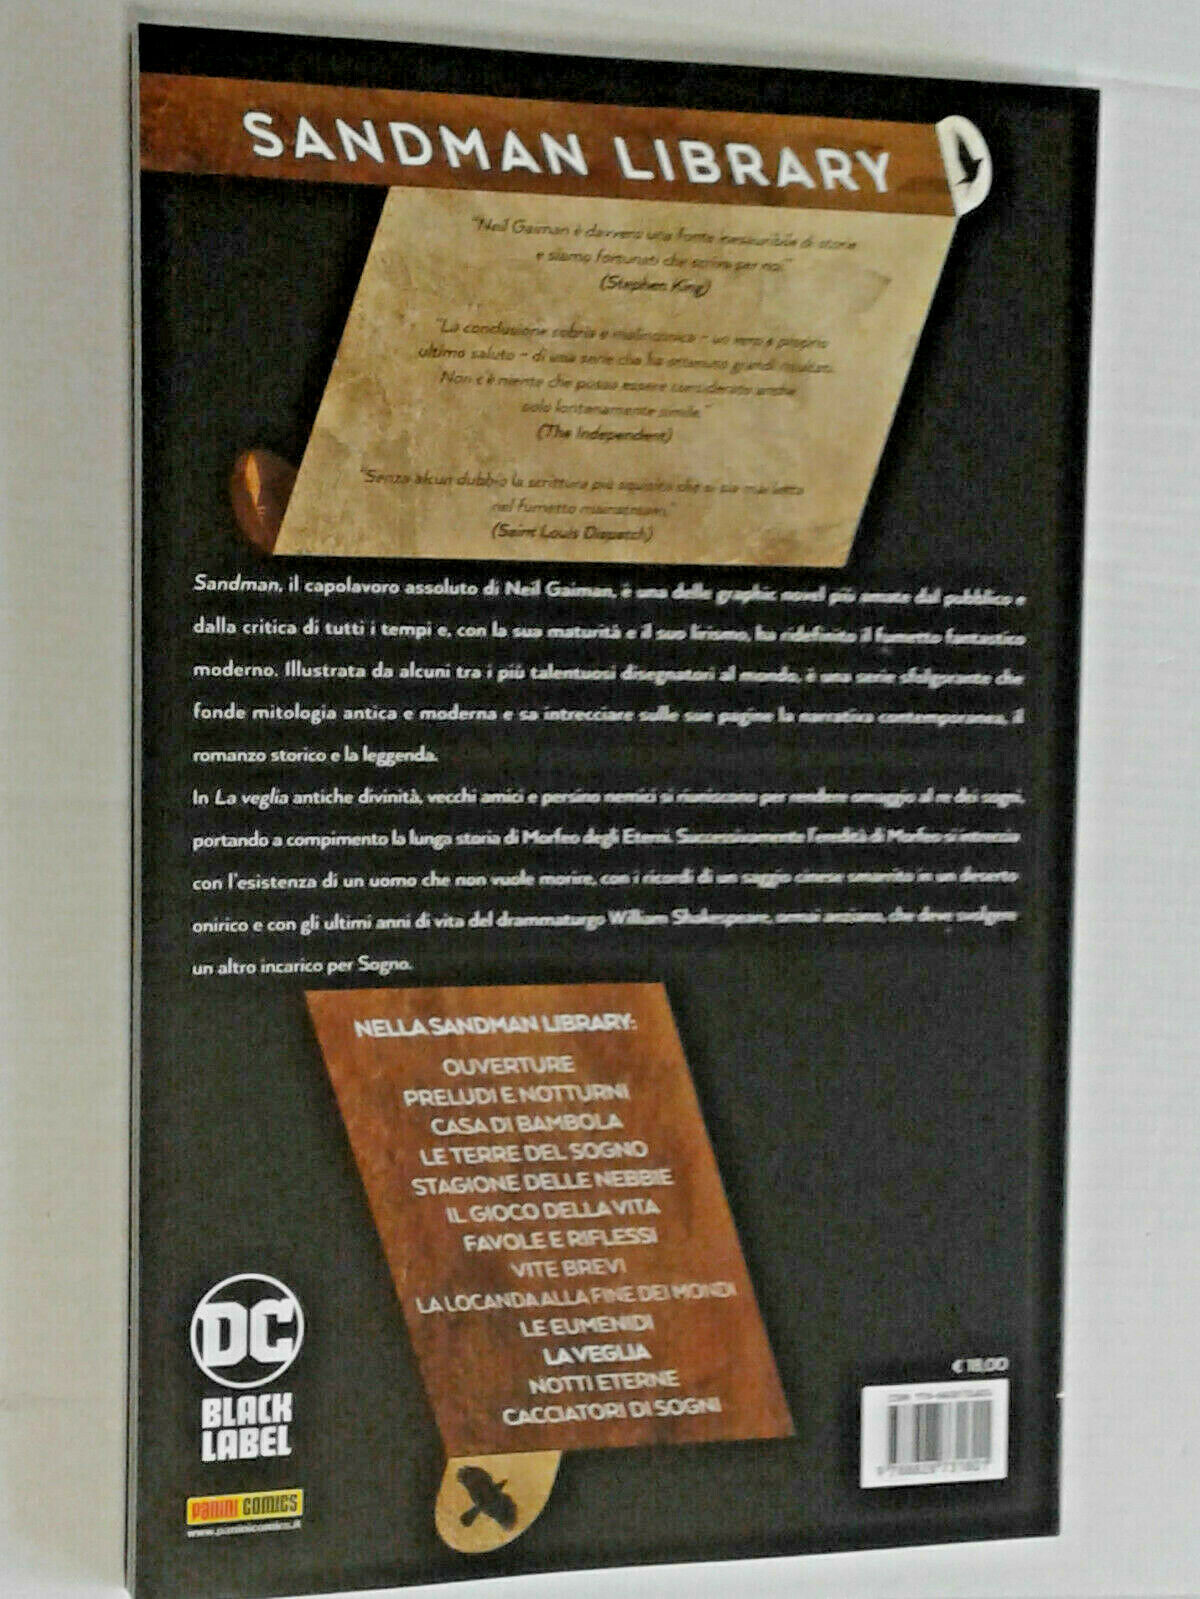 SANDMAN LIBRARY
"Neil Gaiman è davvero una fonte inesauribile di storie
e siamo fortunati che scriva per noi."
(Stephen King)
"La conclusione sobria e malinconica – un vero e proprio
ultimo saluto – di una serie che ha ottenuto grandi risultati.
Non c'è niente che possa essere considerato anche
solo lontanamente simile."
(The Independent)
"Senza alcun dubbio la scrittura più squisita che si sia mai letta
nel fumetto mainstream."
(Saint Louis Dispatch)
Sandman, il capolavoro assoluto di Neil Gaiman, è una delle graphic novel più amate dal pubblico e
dalla critica di tutti i tempi e, con la sua maturità e il suo lirismo, ha ridefinito il fumetto fantastico
moderno. Illustrata da alcuni tra i più talentuosi disegnatori al mondo, è una serie sfolgorante che
fonde mitologia antica e moderna e sa intrecciare sulle sue pagine la narrativa contemporanea, il
romanzo storico e la leggenda.
In La veglia antiche divinità, vecchi amici e persino nemici si riuniscono per rendere omaggio al re dei sogni,
portando a compimento la lunga storia di Morfeo degli Eterni. Successivamente l'eredità di Morfeo si intreccia
con l'esistenza di un uomo che non vuole morire, con i ricordi di un saggio cinese smarrito in un deserto
onirico e con gli ultimi anni di vita del drammaturgo William Shakespeare, ormai anziano, che deve svolgere
un altro incarico per Sogno.
NELLA SANDMAN LIBRARY:
OUVERTURE
PRELUDI E NOTTURNI
CASA DI BAMBOLA
LE TERRE DEL SOGNO
STAGIONE DELLE NEBBIE
IL GIOCO DELLA VITA
FAVOLE E RIFLESSI
VITE BREVI
LA LOCANDA ALLA FINE DEI MONDI
LE EUMENIDI
LA VEGLIA
NOTTI ETERNE
CACCIATORI DI SOGNI
DC
BLACK
LABEL
PANINI COMICS
www.paninicomics.it
€ 18,00
ISBN